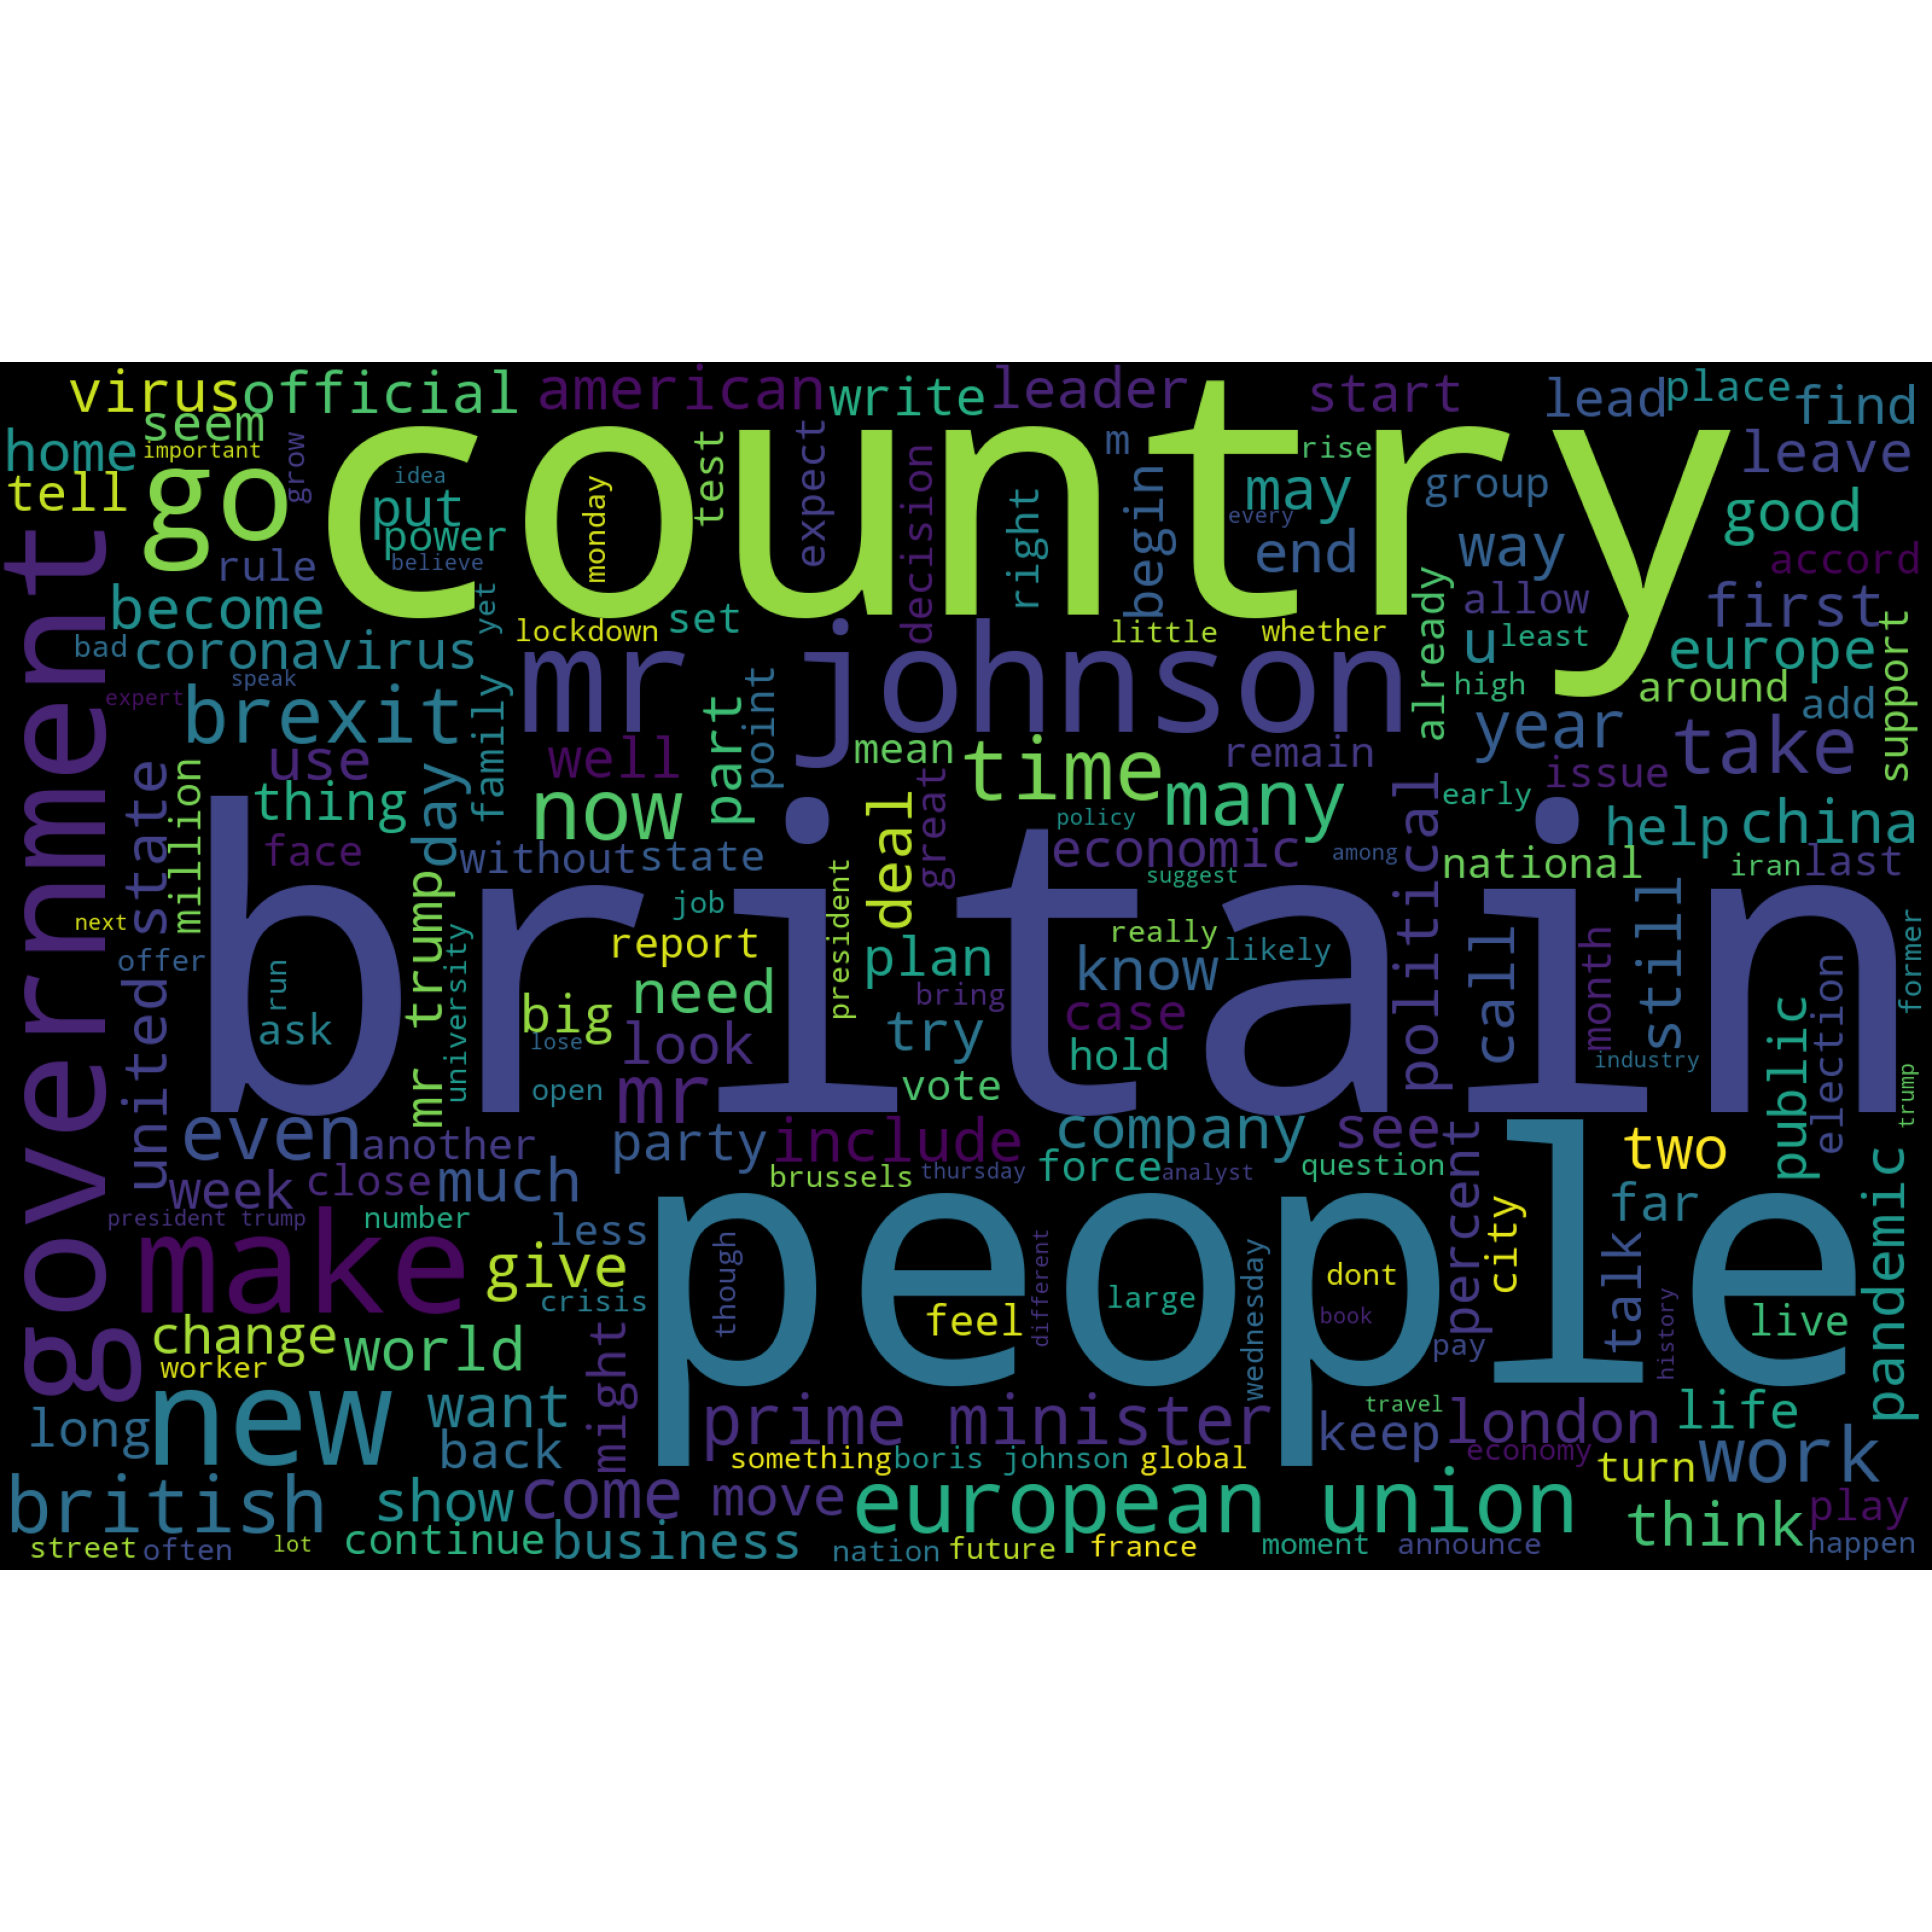 virus official american write leader start lead place find
home seem important grow test expect m rise leave
tell go country idea put monday power believe right begin may every group way good
government rule decision end accord
become yet lockdown set little whether already allow first
bad coronavirus speak mr johnson u least europe support
expert brexit family point high around add
use well part mean time remain year issue take
united state million thing day now deal great policy many political early help china
face without state economic among national iran last
next job president suggest
offer britain mr trump university report really likely call month still former
run ask big need plan know
lose look bring case election
open mr try hold industry public trump
vote
even another party include company see two
week close much brussels thursday force analyst question percent
president trump number less people city far pandemic
make give crisis though different wednesday dont talk
change world feel large book live
worker might pay history
new want travel life
long back prime minister keep london work
something boris johnson global economy turn
british show come move european union think play
street often lot continue business nation future france moment announce happen